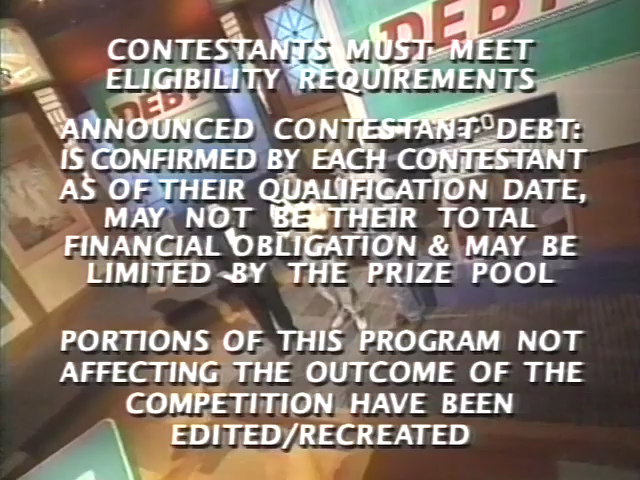 DEBT
DEBT
CONTESTANTS MUST MEET
ELIGIBILITY REQUIREMENTS
ANNOUNCED CONTESTANT DEBT:
IS CONFIRMED BY EACH CONTESTANT
AS OF THEIR QUALIFICATION DATE,
MAY NOT BE THEIR TOTAL
FINANCIAL OBLIGATION & MAY BE
LIMITED BY THE PRIZE POOL
PORTIONS OF THIS PROGRAM NOT
AFFECTING THE OUTCOME OF THE
COMPETITION HAVE BEEN
EDITED/RECREATED